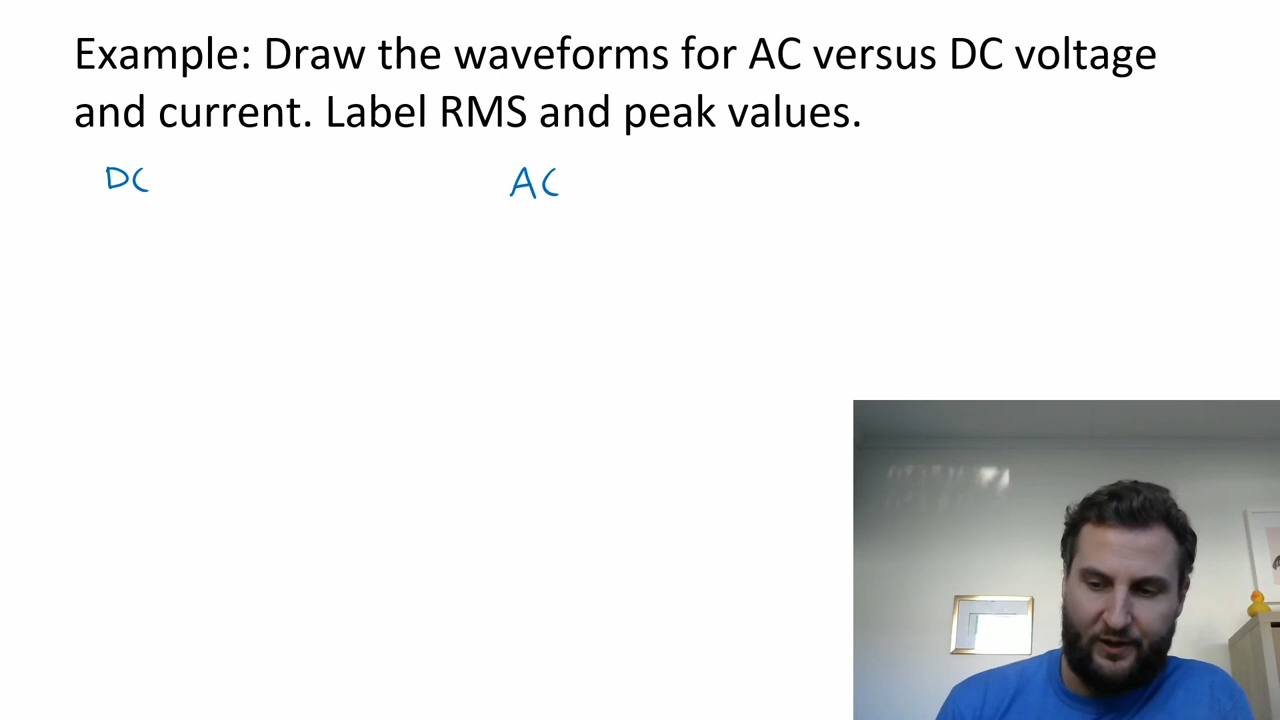 Example: Draw the waveforms for AC versus DC voltage
and current. Label RMS and peak values.
DC AC